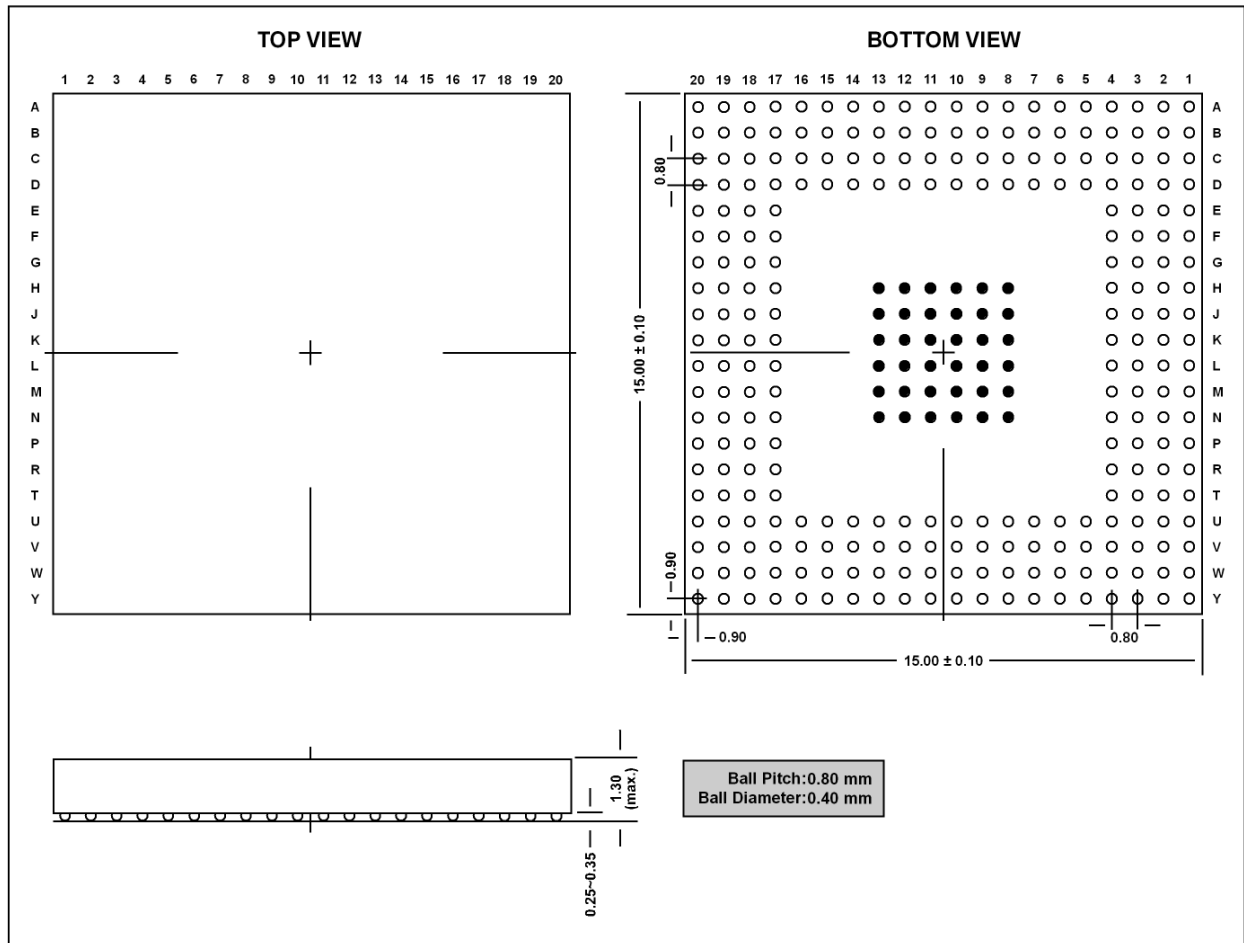 TOP VIEW
BOTTOM VIEW
1 2 3 4 5 6 7 8 9 10 11 12 13 14 15 16 17 18 19 20
20 19 18 17 16 15 14 13 12 11 10 9 8 7 6 5 4 3 2 1
A
B
C
D
E
F
G
H
J
K
L
M
N
P
R
T
U
V
W
Y
A
B
C
D
E
F
G
H
J
K
L
M
N
P
R
T
U
V
W
Y
0.80
15.00 ± 0.10
0.90
0.90
0.80
15.00 ± 0.10
1.30
(max.)
0.25~0.35
Ball Pitch:0.80 mm
Ball Diameter:0.40 mm